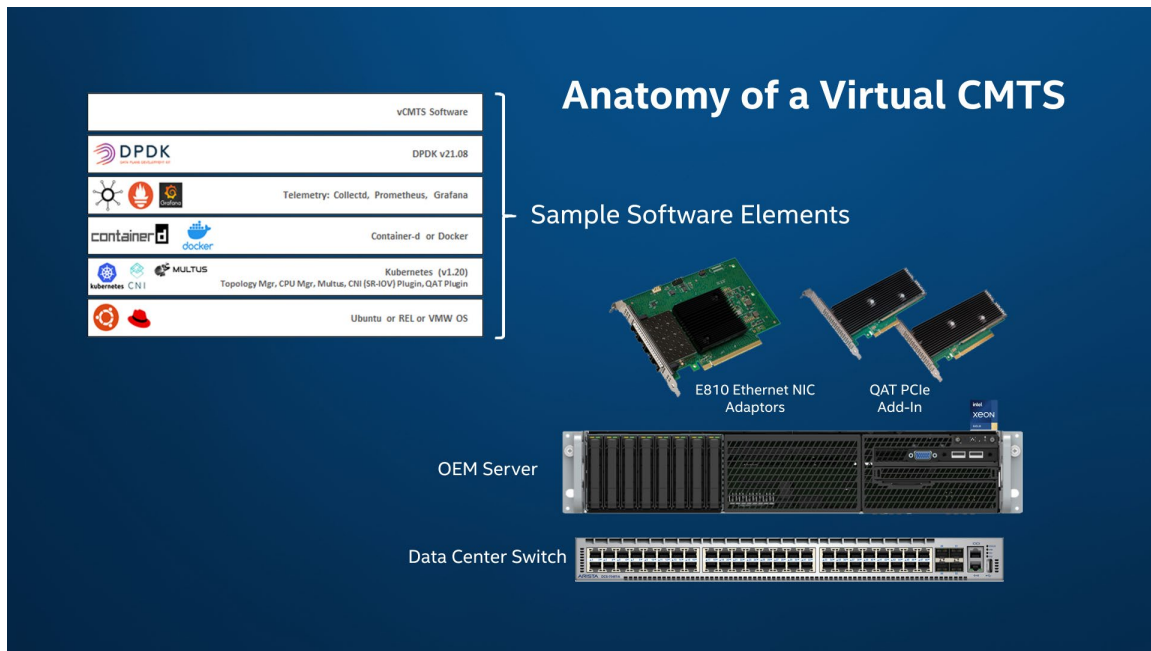 Anatomy of a Virtual CMTS
vCMTS Software
DPDK
DPDK v21.08
Grafana
Telemetry: Collectd, Prometheus, Grafana
containerd
docker
Container-d or Docker
kubernetes
CNI
MULTUS
Kubernetes (v1.20)
Topology Mgr, CPU Mgr, Multus, CNI (SR-IOV) Plugin, QAT Plugin
Ubuntu or REL or VMW OS
Sample Software Elements
E810 Ethernet NIC
Adaptors
QAT PCIe
Add-In
intel
XEON
OEM Server
Data Center Switch
ARISTA